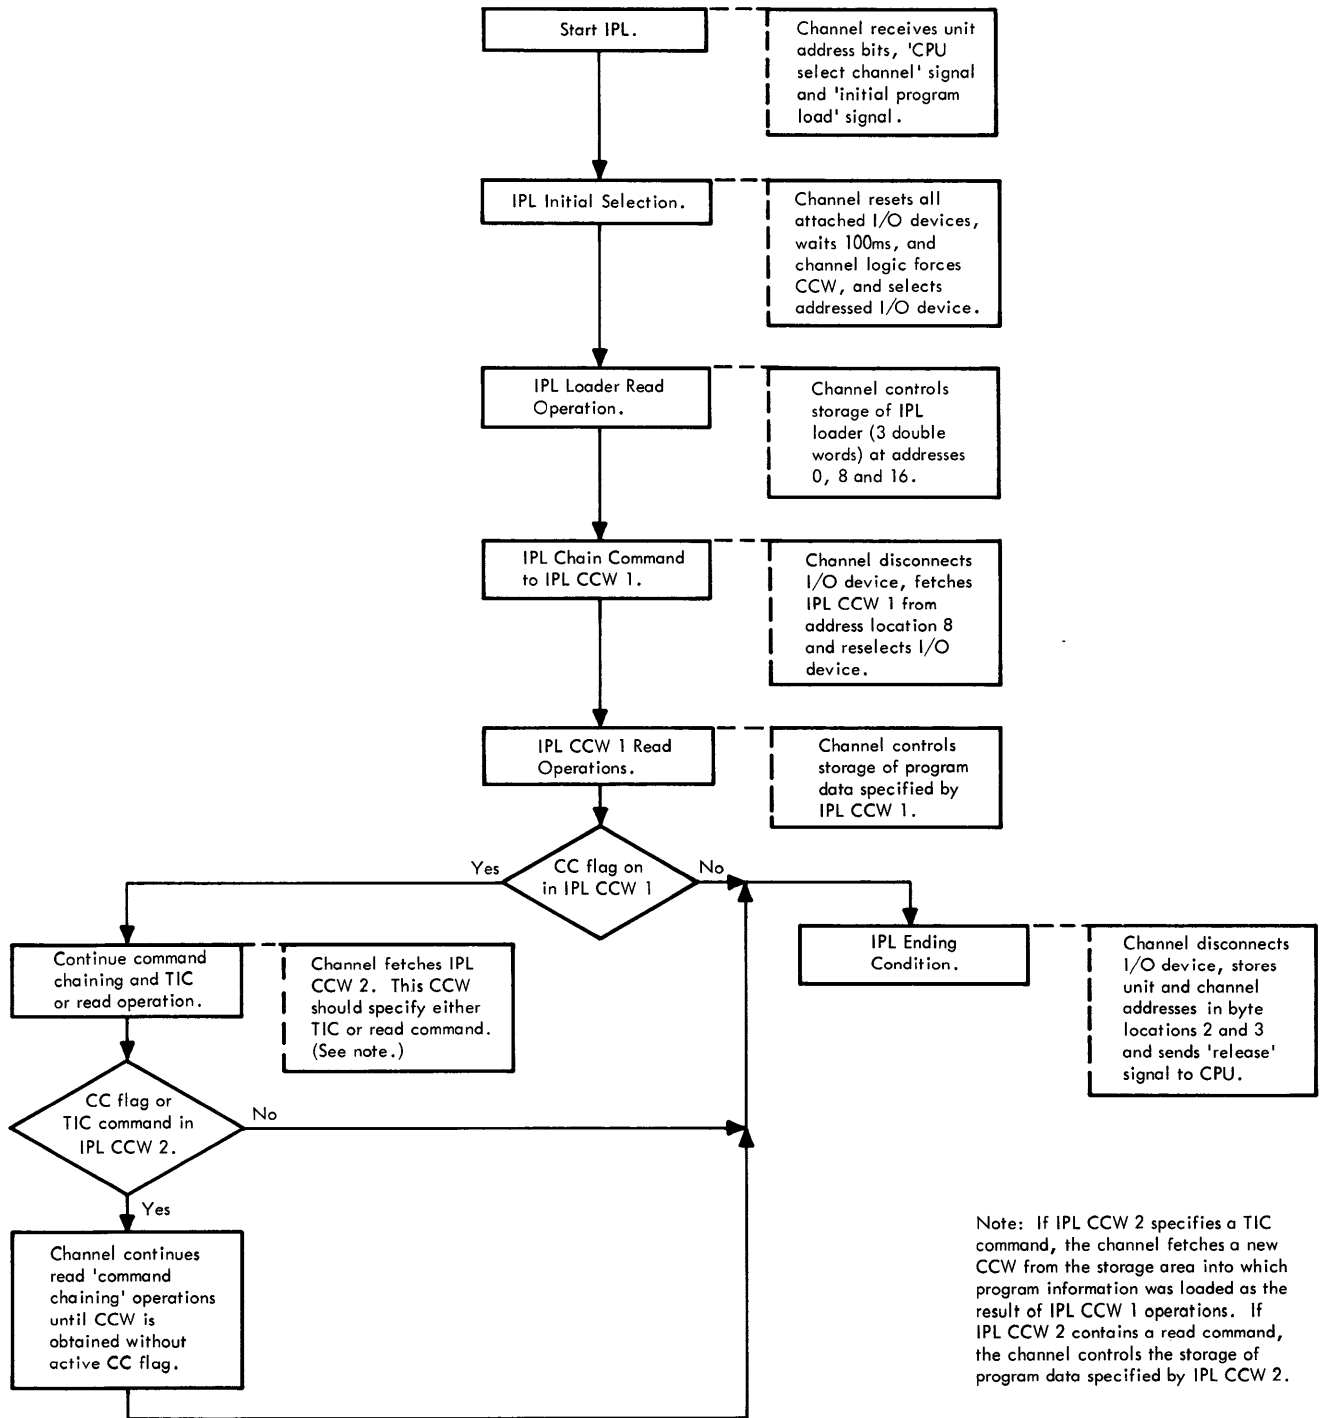 Start IPL.
Channel receives unit
address bits, 'CPU
select channel' signal
and 'initial program
load' signal.
IPL Initial Selection.
Channel resets all
attached I/O devices,
waits 100ms, and
channel logic forces
CCW, and selects
addressed I/O device.
IPL Loader Read
Operation.
Channel controls
storage of IPL
loader (3 double
words) at addresses
0, 8 and 16.
IPL Chain Command
to IPL CCW 1.
Channel disconnects
I/O device, fetches
IPL CCW 1 from
address location 8
and reselects I/O
device.
IPL CCW 1 Read
Operations.
Channel controls
storage of program
data specified by
IPL CCW 1.
Yes
CC flag on
in IPL CCW 1
No
Continue command
chaining and TIC
or read operation.
Channel fetches IPL
CCW 2. This CCW
should specify either
TIC or read command.
(See note.)
IPL Ending
Condition.
Channel disconnects
I/O device, stores
unit and channel
addresses in byte
locations 2 and 3
and sends 'release'
signal to CPU.
CC flag or
TIC command in
IPL CCW 2.
No
Yes
Channel continues
read 'command
chaining' operations
until CCW is
obtained without
active CC flag.
Note: If IPL CCW 2 specifies a TIC
command, the channel fetches a new
CCW from the storage area into which
program information was loaded as the
result of IPL CCW 1 operations. If
IPL CCW 2 contains a read command,
the channel controls the storage of
program data specified by IPL CCW 2.